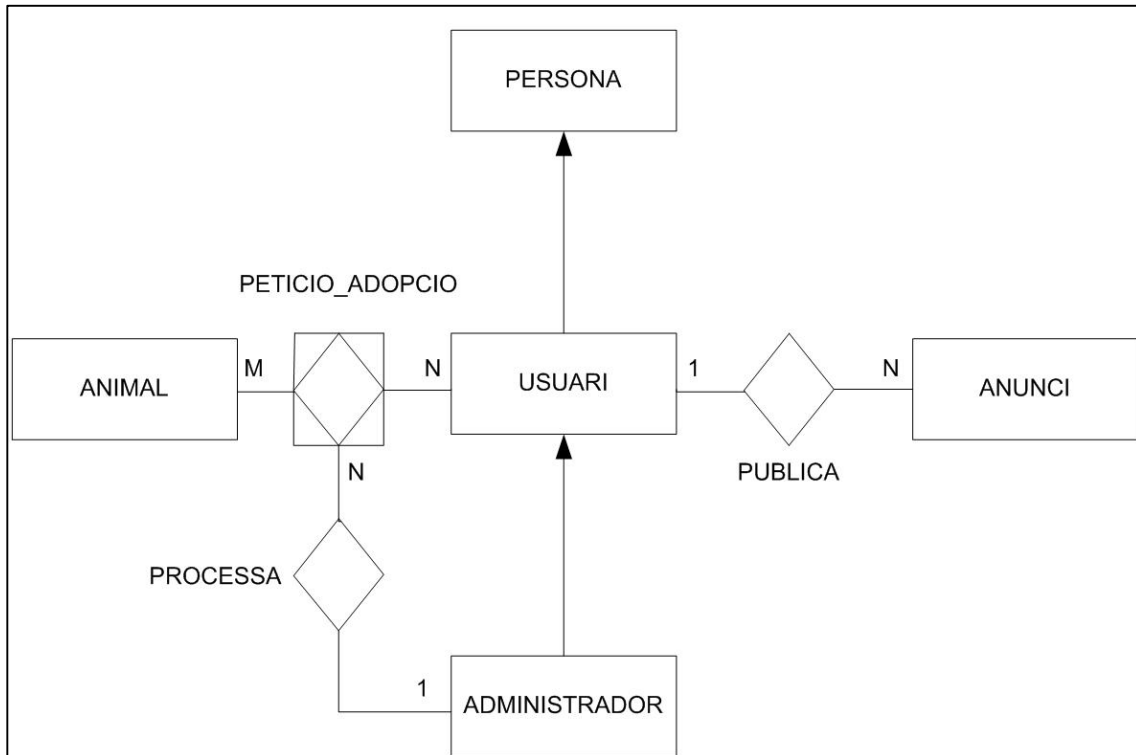 PERSONA
PETICIO_ADOPCIO
ANIMAL
M
N
USUARI
1
N
ANUNCI
N
PUBLICA
PROCESSA
1
ADMINISTRADOR